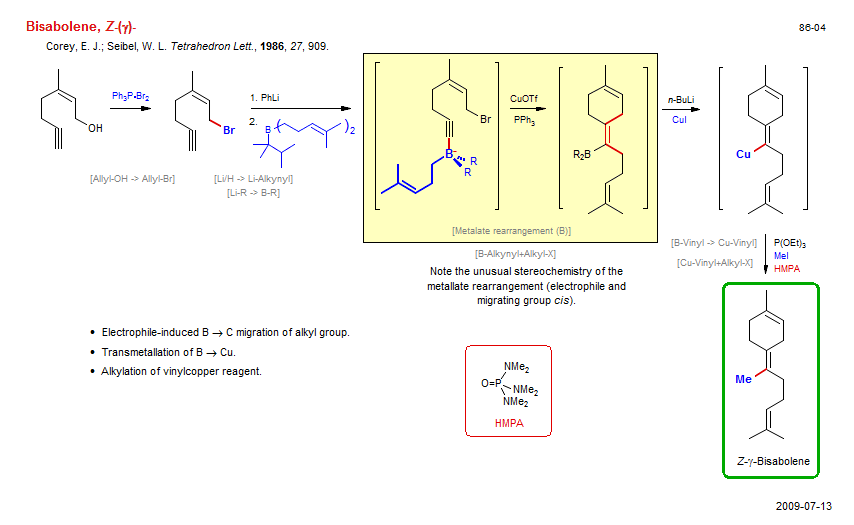 Bisabolene, Z-(γ)-
86-04
Corey, E. J.; Seibel, W. L. Tetrahedron Lett., 1986, 27, 909.
Ph3P•Br2
OH
Br
[Allyl-OH -> Allyl-Br]
1. PhLi
2. B ( )2
[Li/H -> Li-Alkynyl]
[Li-R -> B-R]
Br
B-
R
R
CuOTf
PPh3
R2B
[Metalate rearrangement (B)]
[B-Alkynyl+Alkyl-X]
Note the unusual stereochemistry of the
metallate rearrangement (electrophile and
migrating group cis).
n-BuLi
CuI
Cu
[B-Vinyl -> Cu-Vinyl]
[Cu-Vinyl+Alkyl-X]
P(OEt)3
MeI
HMPA
• Electrophile-induced B → C migration of alkyl group.
• Transmetallation of B → Cu.
• Alkylation of vinylcopper reagent.
NMe2
O=P
NMe2
NMe2
HMPA
Me
Z-γ-Bisabolene
2009-07-13